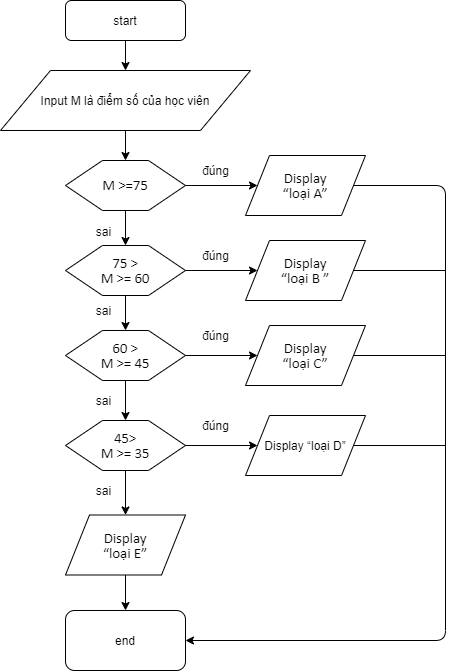 start
Input M là điểm số của học viên
M >=75
đúng
Display
“loại A”
sai
75 >
M >= 60
đúng
Display
“loại B ”
sai
60 >
M >= 45
đúng
Display
“loại C”
sai
45>
M >= 35
đúng
Display “loại D”
sai
Display
“loại E”
end